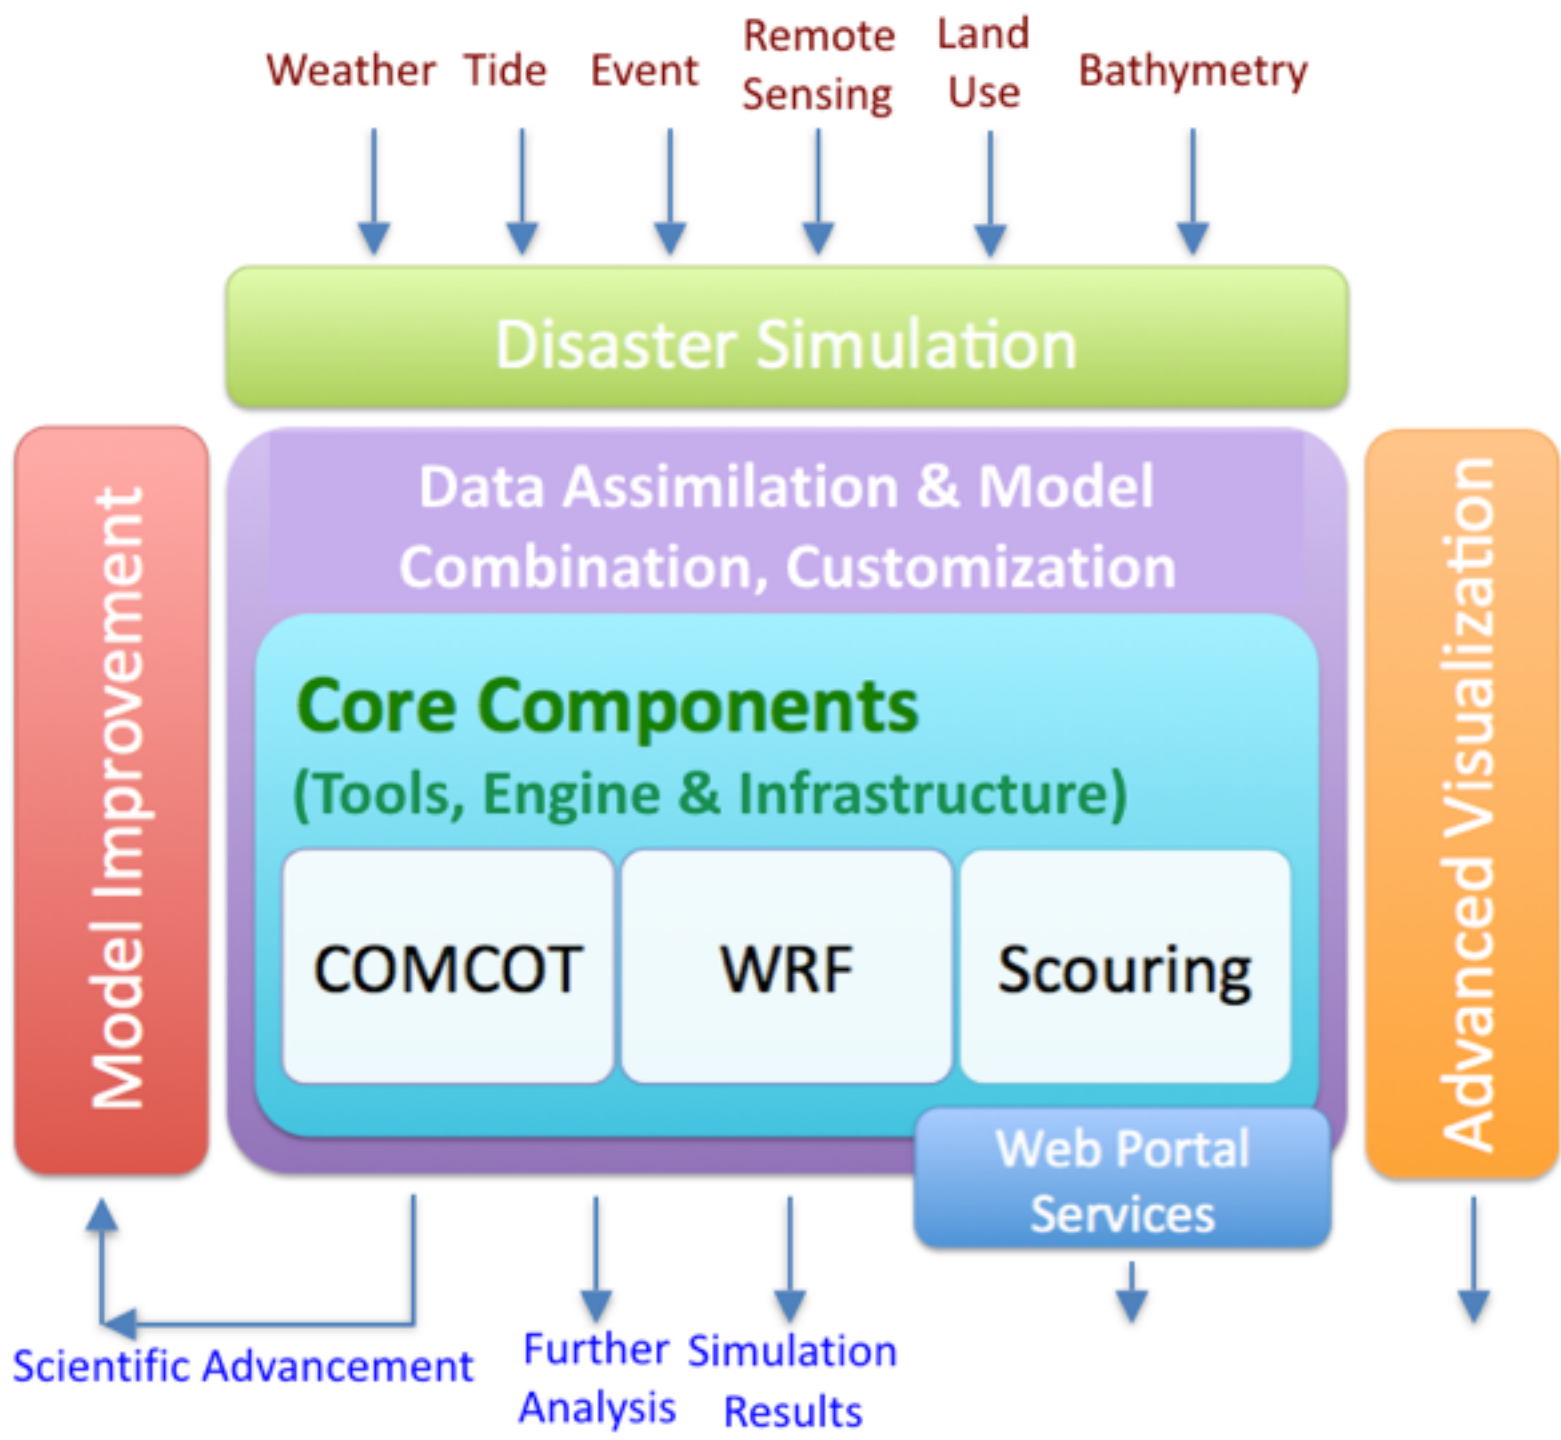 Weather
Tide
Event
Remote
Sensing
Land
Use
Bathymetry
Disaster Simulation
Model Improvement
Data Assimilation & Model
Combination, Customization
Core Components
(Tools, Engine & Infrastructure)
COMCOT
WRF
Scouring
Advanced Visualization
Web Portal
Services
Scientific Advancement
Further
Analysis
Simulation
Results